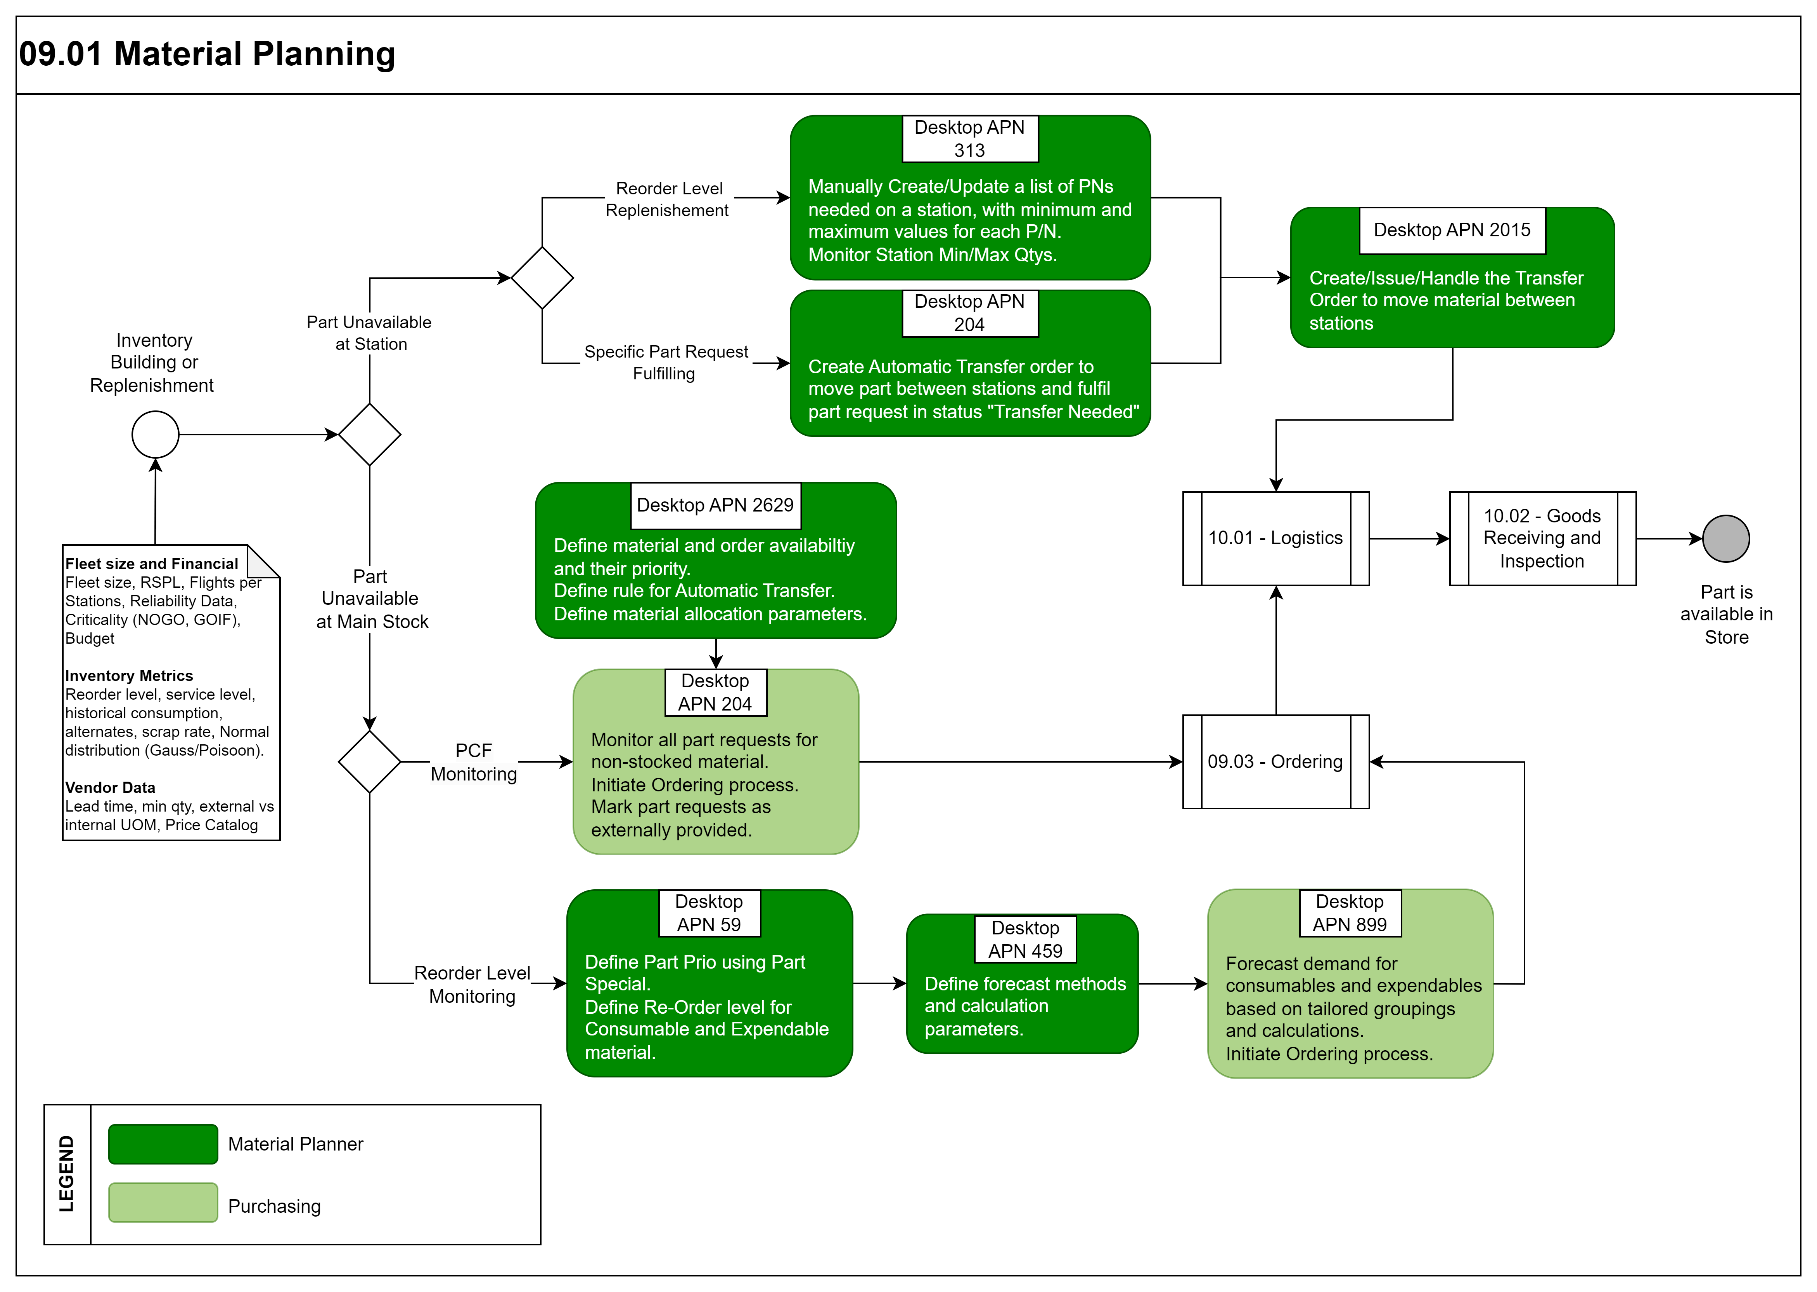 09.01 Material Planning
Desktop APN
313
Manually Create/Update a list of PNs
needed on a station, with minimum and
maximum values for each P/N.
Monitor Station Min/Max Qtys.
Reorder Level
Replenishement
Desktop APN 2015
Create/Issue/Handle the Transfer
Order to move material between
stations
Desktop APN
204
Create Automatic Transfer order to
move part between stations and fulfil
part request in status "Transfer Needed"
Specific Part Request
Fulfilling
Part Unavailable
at Station
Inventory
Building or
Replenishment
Fleet size and Financial
Fleet size, RSPL, Flights per
Stations, Reliability Data,
Criticality (NOGO, GOIF),
Budget
Inventory Metrics
Reorder level, service level,
historical consumption,
alternates, scrap rate, Normal
distribution (Gauss/Poisoon).
Vendor Data
Lead time, min qty, external vs
internal UOM, Price Catalog
Part
Unavailable
at Main Stock
Desktop APN 2629
Define material and order availabiltiy
and their priority.
Define rule for Automatic Transfer.
Define material allocation parameters.
10.01 - Logistics
10.02 - Goods
Receiving and
Inspection
Part is
available in
Store
PCF
Monitoring
Desktop
APN 204
Monitor all part requests for
non-stocked material.
Initiate Ordering process.
Mark part requests as
externally provided.
09.03 - Ordering
Reorder Level
Monitoring
Desktop
APN 59
Define Part Prio using Part
Special.
Define Re-Order level for
Consumable and Expendable
material.
Desktop
APN 459
Define forecast methods
and calculation
parameters.
Desktop
APN 899
Forecast demand for
consumables and expendables
based on tailored groupings
and calculations.
Initiate Ordering process.
LEGEND
Material Planner
Purchasing